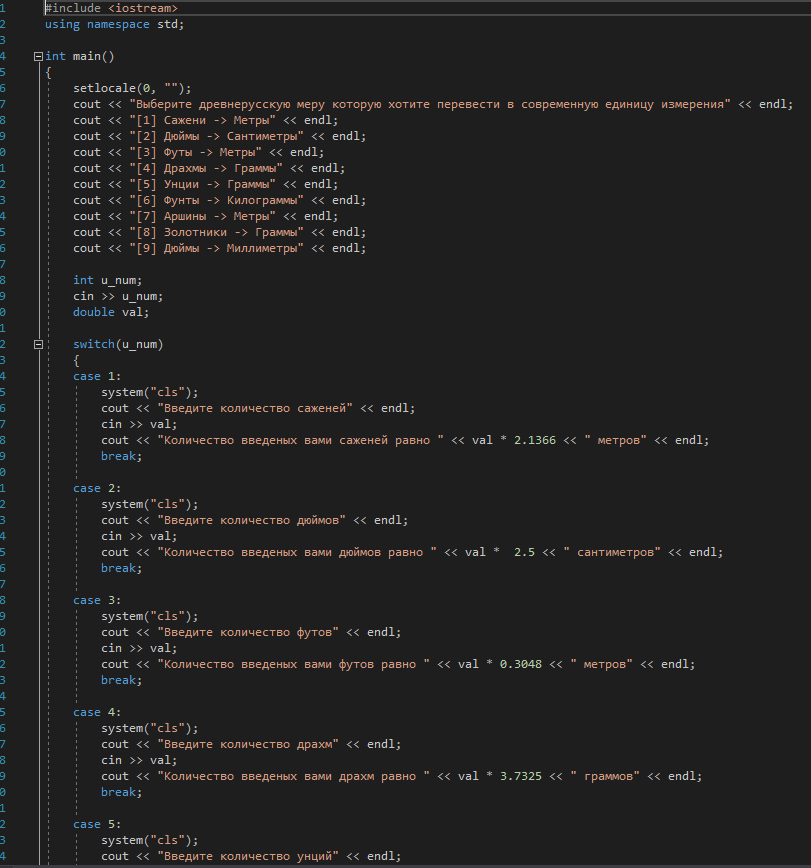 1 #include <iostream>
2 using namespace std;
3
4 int main()
5 {
6 setlocale(0, "");
7 cout << "Выберите древнерусскую меру которую хотите перевести в современную единицу измерения" << endl;
8 cout << "[1] Сажени -> Метры" << endl;
9 cout << "[2] Дюймы -> Сантиметры" << endl;
0 cout << "[3] Футы -> Метры" << endl;
1 cout << "[4] Драхмы -> Граммы" << endl;
2 cout << "[5] Унции -> Граммы" << endl;
3 cout << "[6] Фунты -> Килограммы" << endl;
4 cout << "[7] Аршины -> Метры" << endl;
5 cout << "[8] Золотники -> Граммы" << endl;
6 cout << "[9] Дюймы -> Миллиметры" << endl;
7
8 int u_num;
9 cin >> u_num;
0 double val;
1
2 switch(u_num)
3 {
4 case 1:
5 system("cls");
6 cout << "Введите количество саженей" << endl;
7 cin >> val;
8 cout << "Количество введеных вами саженей равно " << val * 2.1366 << " метров" << endl;
9 break;
0
1 case 2:
2 system("cls");
3 cout << "Введите количество дюймов" << endl;
4 cin >> val;
5 cout << "Количество введеных вами дюймов равно " << val *  2.5 << " сантиметров" << endl;
6 break;
7
8 case 3:
9 system("cls");
0 cout << "Введите количество футов" << endl;
1 cin >> val;
2 cout << "Количество введеных вами футов равно " << val * 0.3048 << " метров" << endl;
3 break;
4
5 case 4:
6 system("cls");
7 cout << "Введите количество драхм" << endl;
8 cin >> val;
9 cout << "Количество введеных вами драхм равно " << val * 3.7325 << " граммов" << endl;
0 break;
1
2 case 5:
3 system("cls");
4 cout << "Введите количество унций" << endl;